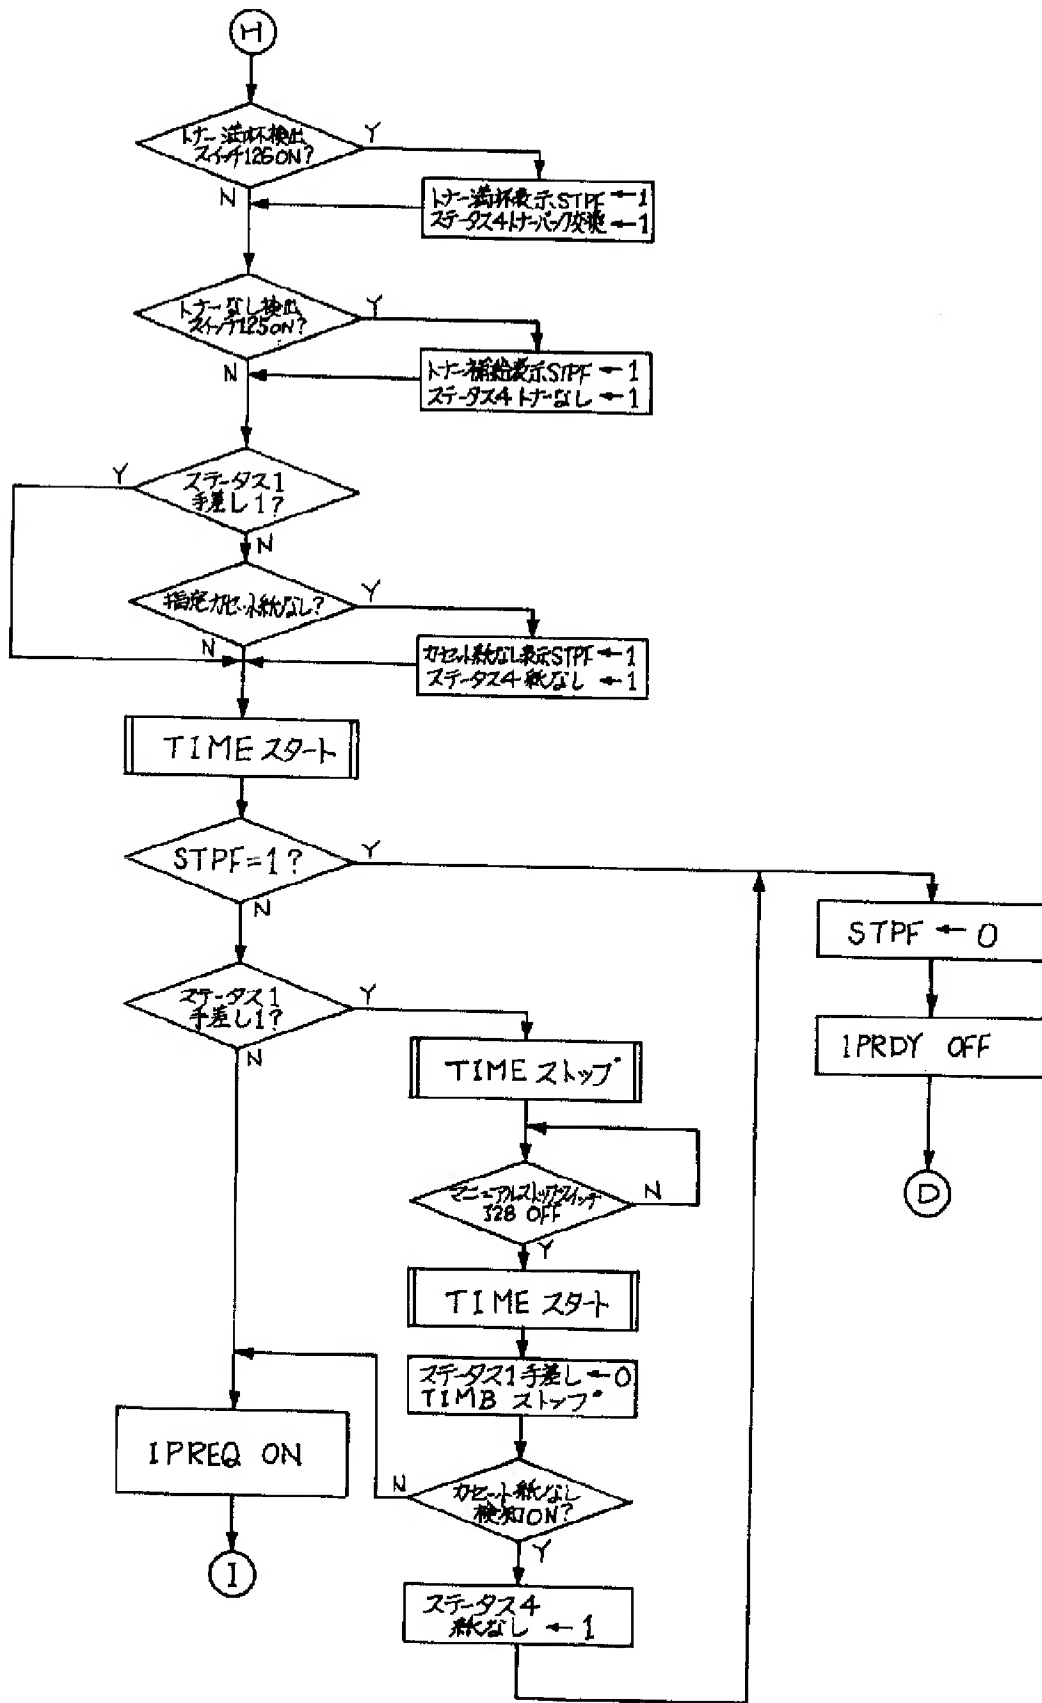 H
トナー満杯検出
スイッチ126ON?
Y
N
トナー満杯表示STPF ← 1
ステータス4トナーパック交換 ← 1
トナーなし検出
スイッチ125ON?
Y
N
トナー補給表示STPF ← 1
ステータス4トナーなし ← 1
Y
ステータス1
手差し1?
N
指定カセット紙なし?
Y
N
カセット紙なし表示STPF ← 1
ステータス4紙なし ← 1
TIMEスタート
STPF=1?
Y
N
STPF ← 0
ステータス1
手差し1?
Y
N
IPRDY OFF
TIMEストップ
D
マニュアルストップスイッチ
328 OFF
N
Y
TIMEスタート
ステータス1手差し ← 0
TIMBストップ
IPREQ ON
N
カセット紙なし
検知ON?
Y
I
ステータス4
紙なし ← 1